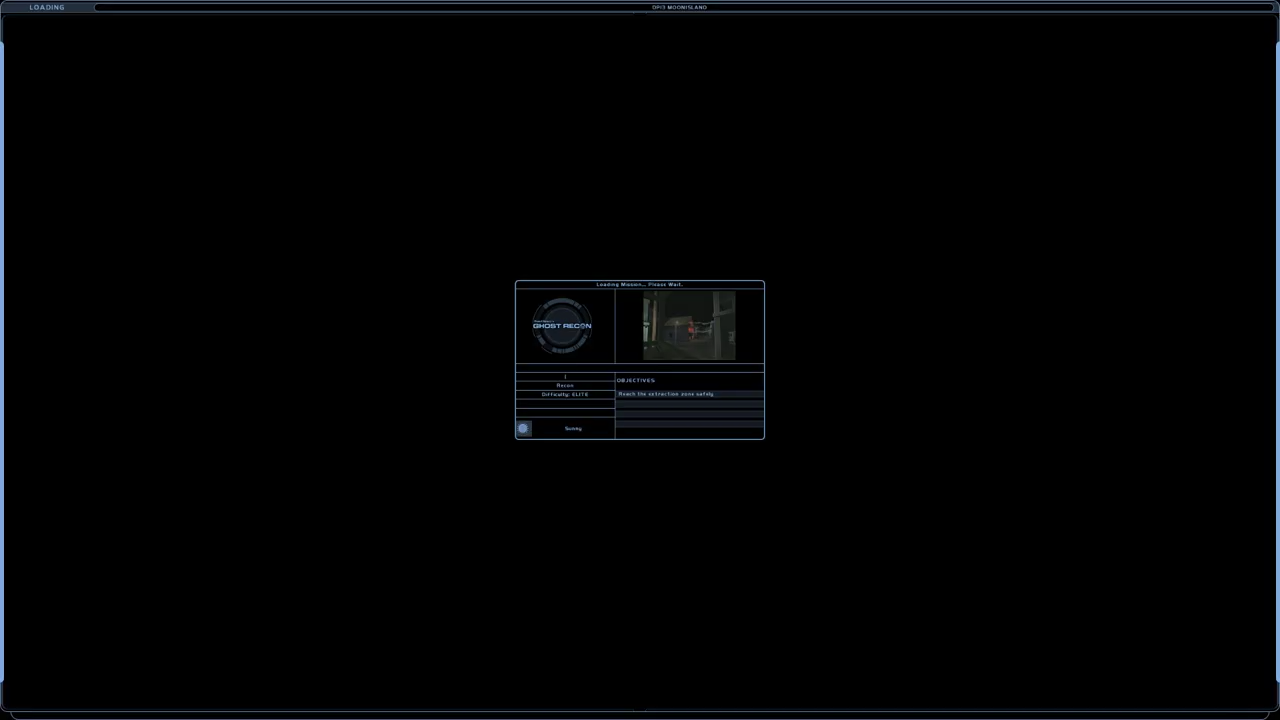 LOADING
OP13 MOONISLAND
Loading Mission... Please Wait.
GHOST RECON
Recon
Difficulty: ELITE
Sunny
OBJECTIVES
Reach the extraction zone safely